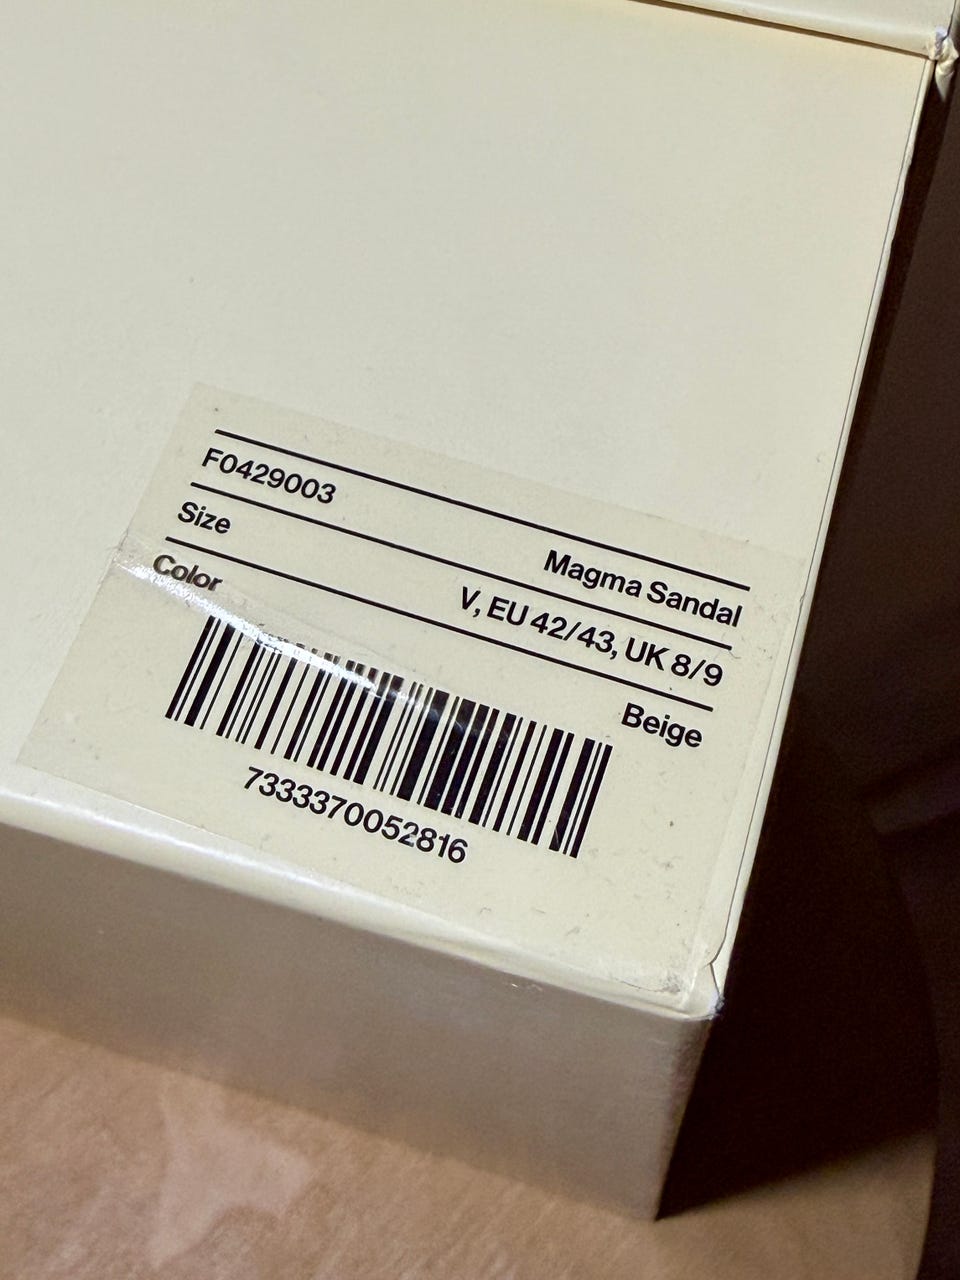 F0429003 Magma Sandal
Size V, EU 42/43, UK 8/9
Color Beige
7333370052816